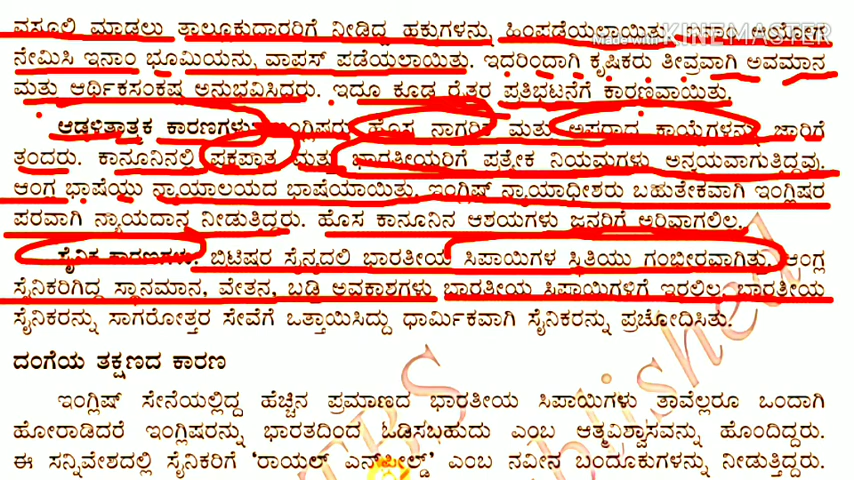 ವಸೂಲಿ ಮಾಡಲು ತಾಲೂಕುದಾರರಿಗೆ ನೀಡಿದ್ದ ಹಕ್ಕುಗಳನ್ನು ಹಿಂಪಡೆಯಲಾಯಿತು.
Made with KINEMASTER
ನೇಮಿಸಿ ಇನಾಂ ಭೂಮಿಯನ್ನು ವಾಪಸ್ ಪಡೆಯಲಾಯಿತು. ಇದರಿಂದಾಗಿ ಕೃಷಿಕರು ತೀವ್ರವಾಗಿ ಅವಮಾನ
ಮತ್ತು ಆರ್ಥಿಕಸಂಕಷ್ಟ ಅನುಭವಿಸಿದರು. ಇದೂ ಕೂಡ ರೈತರ ಪ್ರತಿಭಟನೆಗೆ ಕಾರಣವಾಯಿತು.
ಆಡಳಿತಾತ್ಮಕ ಕಾರಣಗಳು: ಇಂಗ್ಲಿಷರು ಹೊಸ ನಾಗರಿಕ ಮತ್ತು ಅಪರಾಧ ಕಾಯ್ದೆಗಳನ್ನು ಜಾರಿಗೆ
ತಂದರು. ಕಾನೂನಿನಲ್ಲಿ ಪಕ್ಷಪಾತ ಮತ್ತು ಭಾರತೀಯರಿಗೆ ಪ್ರತ್ಯೇಕ ನಿಯಮಗಳು ಅನ್ವಯವಾಗುತ್ತಿದ್ದವು.
ಆಂಗ್ಲ ಭಾಷೆಯು ನ್ಯಾಯಾಲಯದ ಭಾಷೆಯಾಯಿತು. ಇಂಗ್ಲಿಷ್ ನ್ಯಾಯಾಧೀಶರು ಬಹುತೇಕವಾಗಿ ಇಂಗ್ಲಿಷರ
ಪರವಾಗಿ ನ್ಯಾಯದಾನ ನೀಡುತ್ತಿದ್ದರು. ಹೊಸ ಕಾನೂನಿನ ಆಶಯಗಳು ಜನರಿಗೆ ಅರಿವಾಗಲಿಲ್ಲ.
ಸೈನಿಕ ಕಾರಣಗಳು: ಬ್ರಿಟಿಷರ ಸೈನ್ಯದಲ್ಲಿ ಭಾರತೀಯ ಸಿಪಾಯಿಗಳ ಸ್ಥಿತಿಯು ಗಂಭೀರವಾಗಿತ್ತು. ಆಂಗ್ಲ
ಸೈನಿಕರಿಗಿದ್ದ ಸ್ಥಾನಮಾನ, ವೇತನ, ಬಡ್ತಿ ಅವಕಾಶಗಳು ಭಾರತೀಯ ಸಿಪಾಯಿಗಳಿಗೆ ಇರಲಿಲ್ಲ. ಭಾರತೀಯ
ಸೈನಿಕರನ್ನು ಸಾಗರೋತ್ತರ ಸೇವೆಗೆ ಒತ್ತಾಯಿಸಿದ್ದು ಧಾರ್ಮಿಕವಾಗಿ ಸೈನಿಕರನ್ನು ಪ್ರಚೋದಿಸಿತು.
ದಂಗೆಯ ತಕ್ಷಣದ ಕಾರಣ
ಇಂಗ್ಲಿಷ್ ಸೇನೆಯಲ್ಲಿದ್ದ ಹೆಚ್ಚಿನ ಪ್ರಮಾಣದ ಭಾರತೀಯ ಸಿಪಾಯಿಗಳು ತಾವೆಲ್ಲರೂ ಒಂದಾಗಿ
ಹೋರಾಡಿದರೆ ಇಂಗ್ಲಿಷರನ್ನು ಭಾರತದಿಂದ ಓಡಿಸಬಹುದು ಎಂಬ ಆತ್ಮವಿಶ್ವಾಸವನ್ನು ಹೊಂದಿದ್ದರು.
ಈ ಸನ್ನಿವೇಶದಲ್ಲಿ ಸೈನಿಕರಿಗೆ 'ರಾಯಲ್ ಎನ್‌ಫೀಲ್ಡ್' ಎಂಬ ನವೀನ ಬಂದೂಕುಗಳನ್ನು ನೀಡುತ್ತಿದ್ದರು.